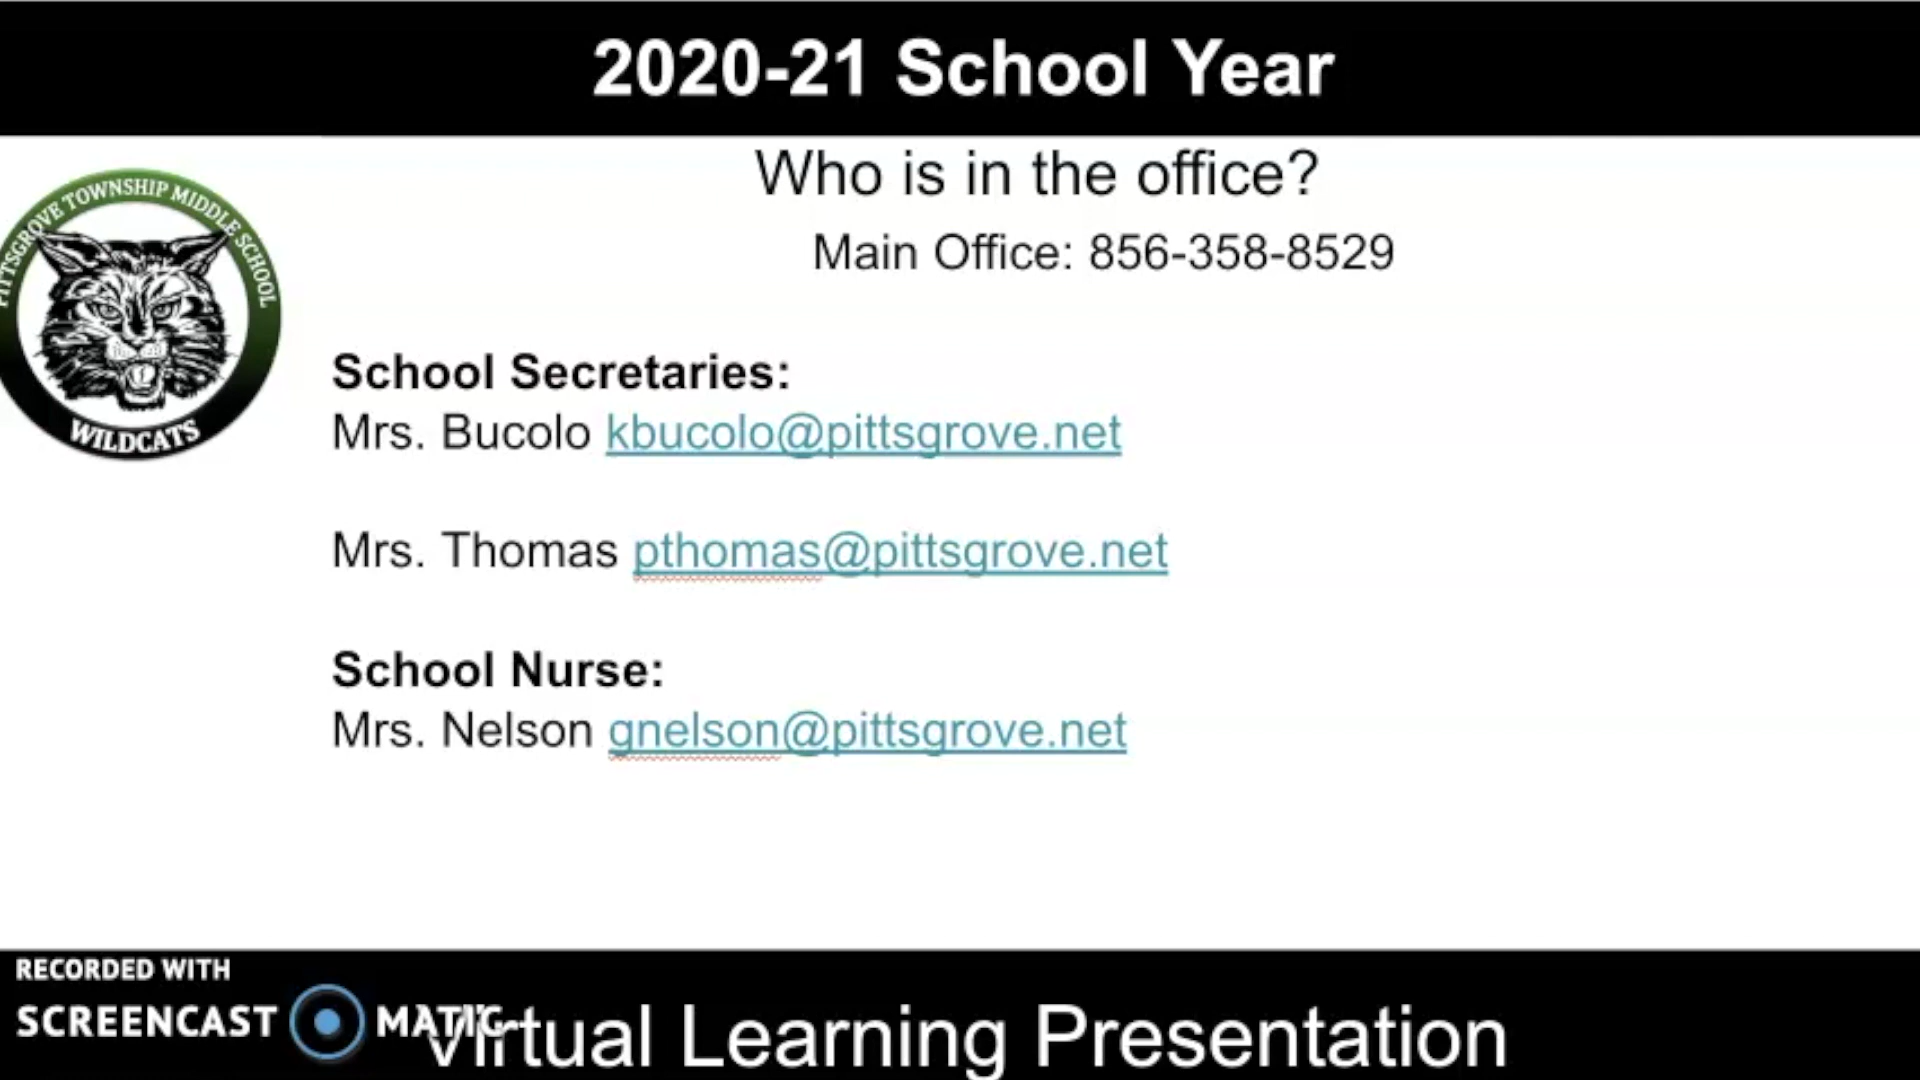 2020-21 School Year
Who is in the office?
Main Office: 856-358-8529
PITTSGROVE TOWNSHIP MIDDLE SCHOOL
WILDCATS
School Secretaries:
Mrs. Bucolo kbucolo@pittsgrove.net
Mrs. Thomas pthomas@pittsgrove.net
School Nurse:
Mrs. Nelson gnelson@pittsgrove.net
RECORDED WITH
SCREENCAST MATIC
Virtual Learning Presentation